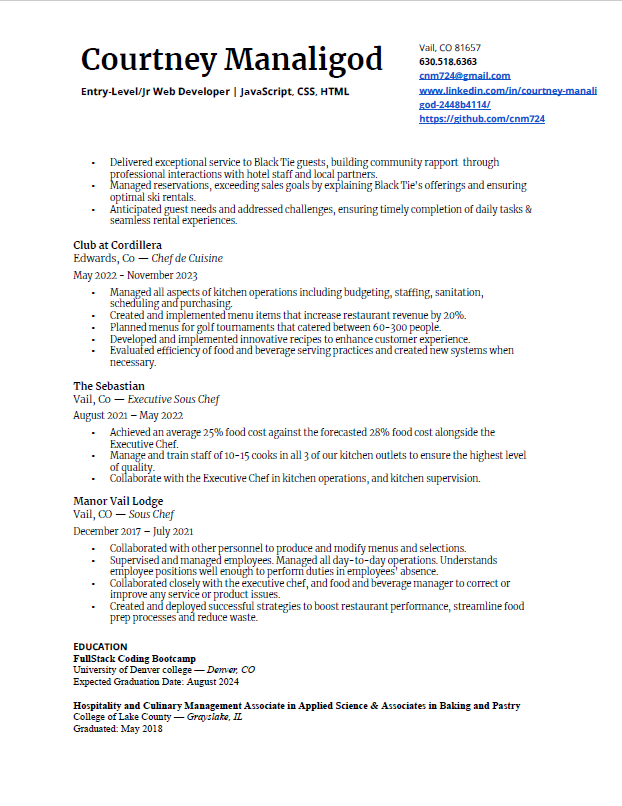 Courtney Manaligod
Entry-Level/Jr Web Developer | JavaScript, CSS, HTML
Vail, CO 81657
630.518.6363
cnm724@gmail.com
www.linkedin.com/in/courtney-manali
god-2448b4114/
https://github.com/cnm724
• Delivered exceptional service to Black Tie guests, building community rapport through
professional interactions with hotel staff and local partners.
• Managed reservations, exceeding sales goals by explaining Black Tie's offerings and ensuring
optimal ski rentals.
• Anticipated guest needs and addressed challenges, ensuring timely completion of daily tasks &
seamless rental experiences.
Club at Cordillera
Edwards, Co — Chef de Cuisine
May 2022 - November 2023
• Managed all aspects of kitchen operations including budgeting, staffing, sanitation,
scheduling and purchasing.
• Created and implemented menu items that increase restaurant revenue by 20%.
• Planned menus for golf tournaments that catered between 60-300 people.
• Developed and implemented innovative recipes to enhance customer experience.
• Evaluated efficiency of food and beverage serving practices and created new systems when
necessary.
The Sebastian
Vail, Co — Executive Sous Chef
August 2021 – May 2022
• Achieved an average 25% food cost against the forecasted 28% food cost alongside the
Executive Chef.
• Manage and train staff of 10-15 cooks in all 3 of our kitchen outlets to ensure the highest level
of quality.
• Collaborate with the Executive Chef in kitchen operations, and kitchen supervision.
Manor Vail Lodge
Vail, CO — Sous Chef
December 2017 – July 2021
• Collaborated with other personnel to produce and modify menus and selections.
• Supervised and managed employees. Managed all day-to-day operations. Understands
employee positions well enough to perform duties in employees' absence.
• Collaborated closely with the executive chef, and food and beverage manager to correct or
improve any service or product issues.
• Created and deployed successful strategies to boost restaurant performance, streamline food
prep processes and reduce waste.
EDUCATION
FullStack Coding Bootcamp
University of Denver college — Denver, CO
Expected Graduation Date: August 2024
Hospitality and Culinary Management Associate in Applied Science & Associates in Baking and Pastry
College of Lake County — Grayslake, IL
Graduated: May 2018